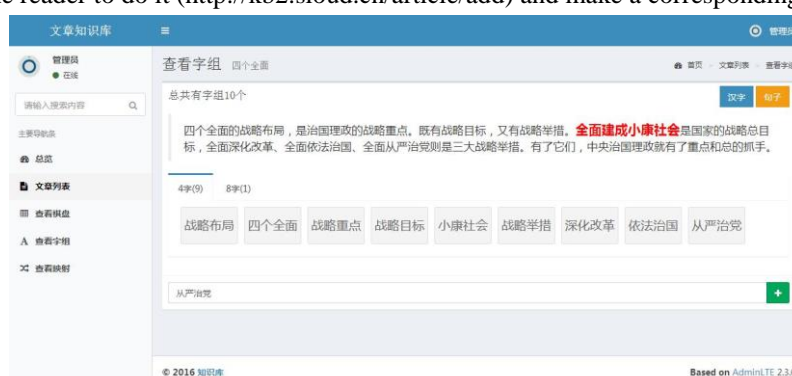 e reader to do it (http://kb2.sloud.cn/article/add) and make a corresponding
文章知识库
管理员
管理员
在线
请输入搜索内容
主要导航条
总览
文章列表
查看棋盘
查看字组
查看映射
查看字组 四个全面
首页 - 文章列表 - 查看字组
总共有字组10个
汉字 句子
四个全面的战略布局，是治国理政的战略重点。既有战略目标，又有战略举措。全面建成小康社会是国家的战略总目
标，全面深化改革、全面依法治国、全面从严治党则是三大战略举措。有了它们，中央治国理政就有了重点和总的抓手。
4字(9) 8字(1)
战略布局 四个全面 战略重点 战略目标 小康社会 战略举措 深化改革 依法治国 从严治党
从严治党
© 2016 知识库
Based on AdminLTE 2.3.